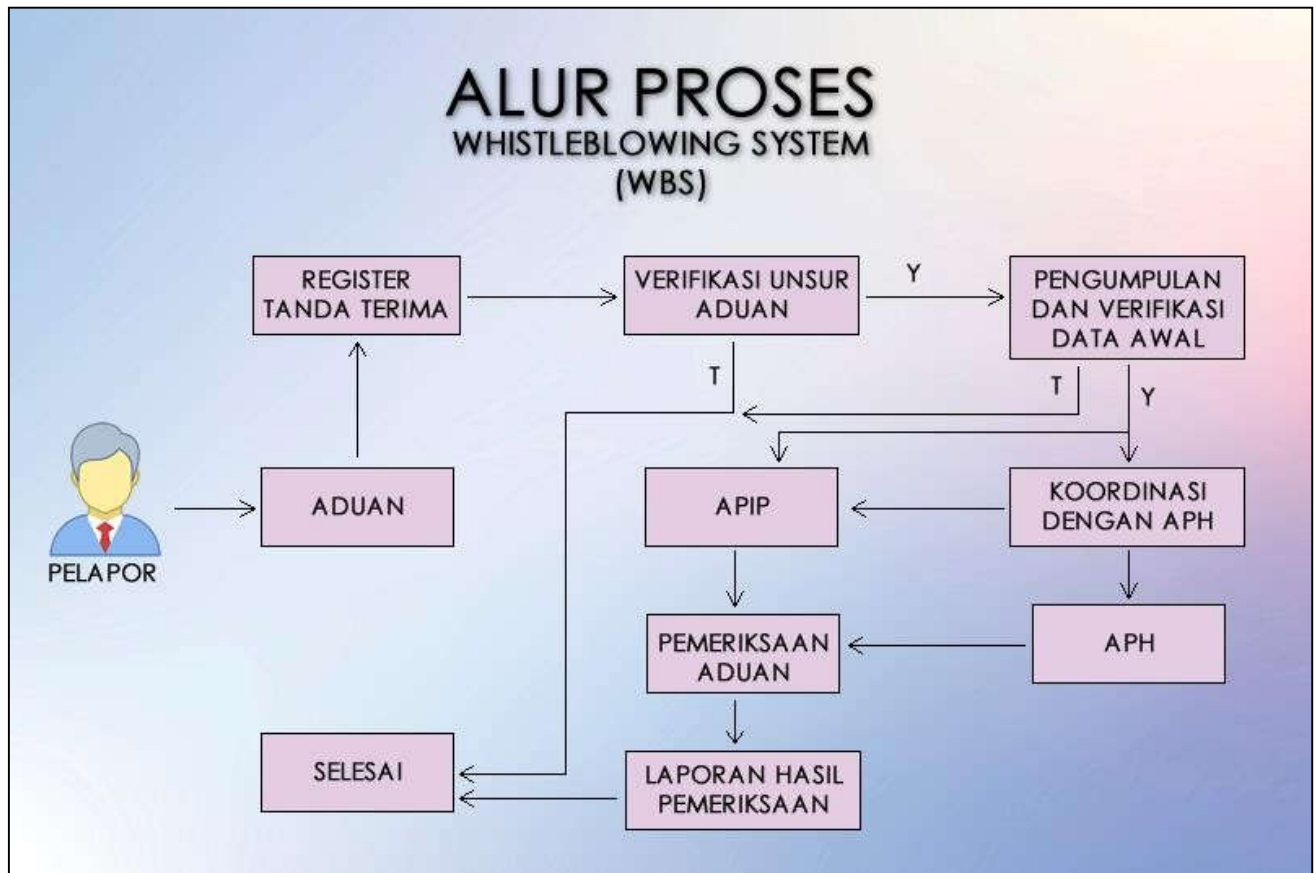 ALUR PROSES
WHISTLEBLOWING SYSTEM
(WBS)
REGISTER
TANDA TERIMA
VERIFIKASI UNSUR
ADUAN
Y
PENGUMPULAN
DAN VERIFIKASI
DATA AWAL
T
T
Y
PELAPOR
ADUAN
APIP
KOORDINASI
DENGAN APH
PEMERIKSAAN
ADUAN
APH
SELESAI
LAPORAN HASIL
PEMERIKSAAN